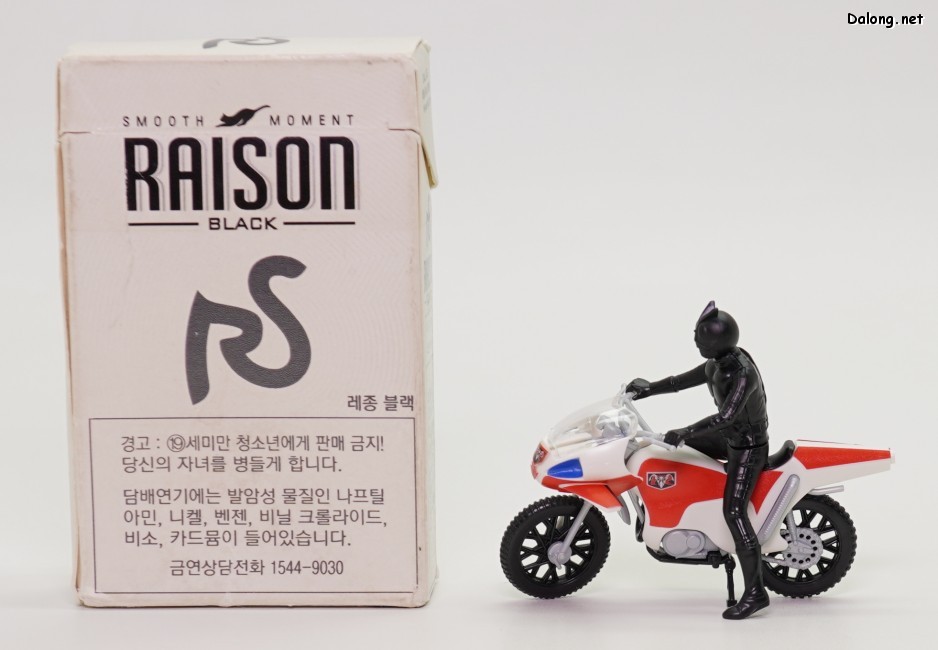 Dalong.net
SMOOTH MOMENT
RAISON
BLACK
RS
레종 블랙
경고 : ⑲세미만 청소년에게 판매 금지!
당신의 자녀를 병들게 합니다.
담배연기에는 발암성 물질인 나프틸
아민, 니켈, 벤젠, 비닐 크롤라이드,
비소, 카드뮴이 들어있습니다.
금연상담전화 1544-9030